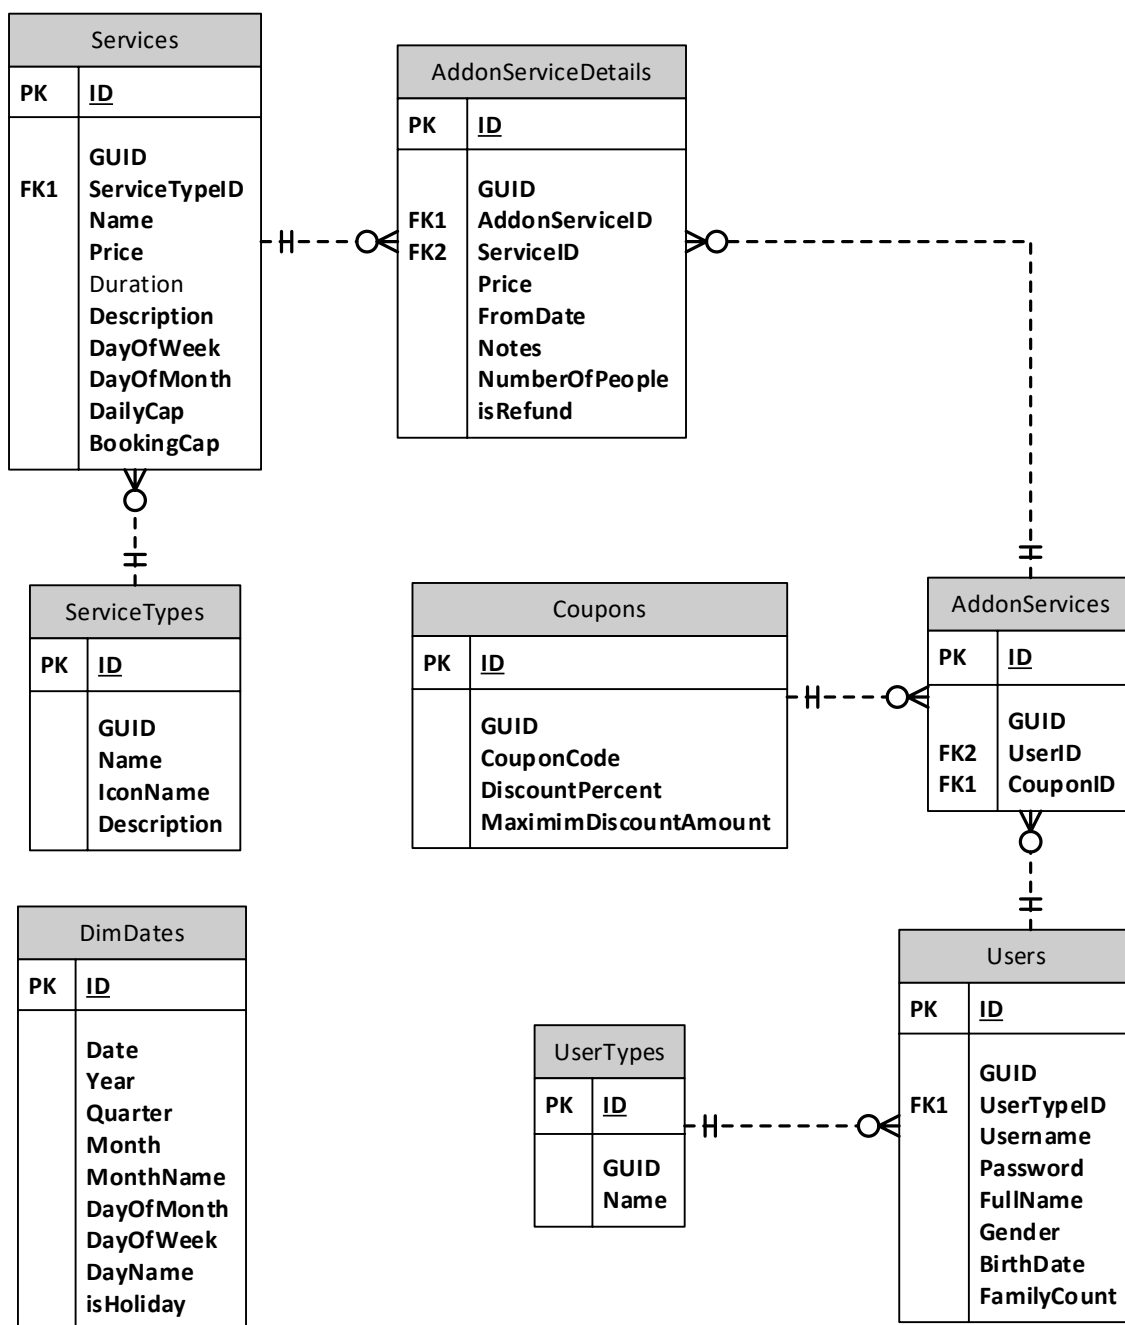 Services
PK ID
GUID
FK1 ServiceTypeID
Name
Price
Duration
Description
DayOfWeek
DayOfMonth
DailyCap
BookingCap
AddonServiceDetails
PK ID
GUID
FK1 AddonServiceID
FK2 ServiceID
Price
FromDate
Notes
NumberOfPeople
isRefund
ServiceTypes
PK ID
GUID
Name
IconName
Description
Coupons
PK ID
GUID
CouponCode
DiscountPercent
MaximimDiscountAmount
AddonServices
PK ID
GUID
FK2 UserID
FK1 CouponID
DimDates
PK ID
Date
Year
Quarter
Month
MonthName
DayOfMonth
DayOfWeek
DayName
isHoliday
UserTypes
PK ID
GUID
Name
Users
PK ID
GUID
FK1 UserTypeID
Username
Password
FullName
Gender
BirthDate
FamilyCount